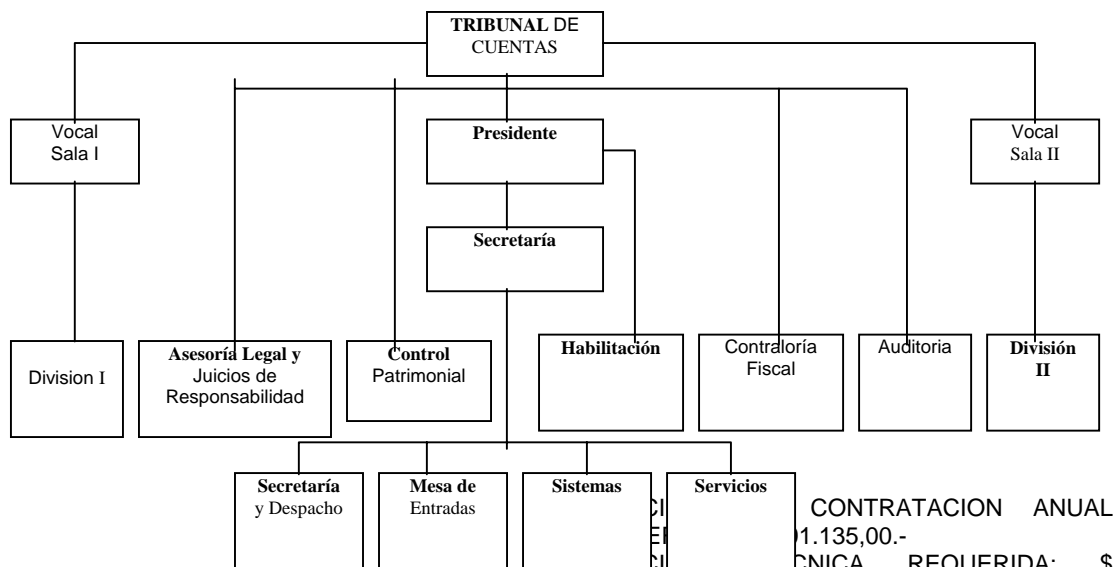 TRIBUNAL DE
CUENTAS
Vocal
Sala I
Presidente
Vocal
Sala II
Secretaría
Division I
Asesoría Legal y
Juicios de
Responsabilidad
Control
Patrimonial
Habilitación
Contraloría
Fiscal
Auditoria
División
II
Secretaría
y Despacho
Mesa de
Entradas
Sistemas
Servicios
CONTRATACION ANUAL
1.135,00.-
REQUERIDA: $